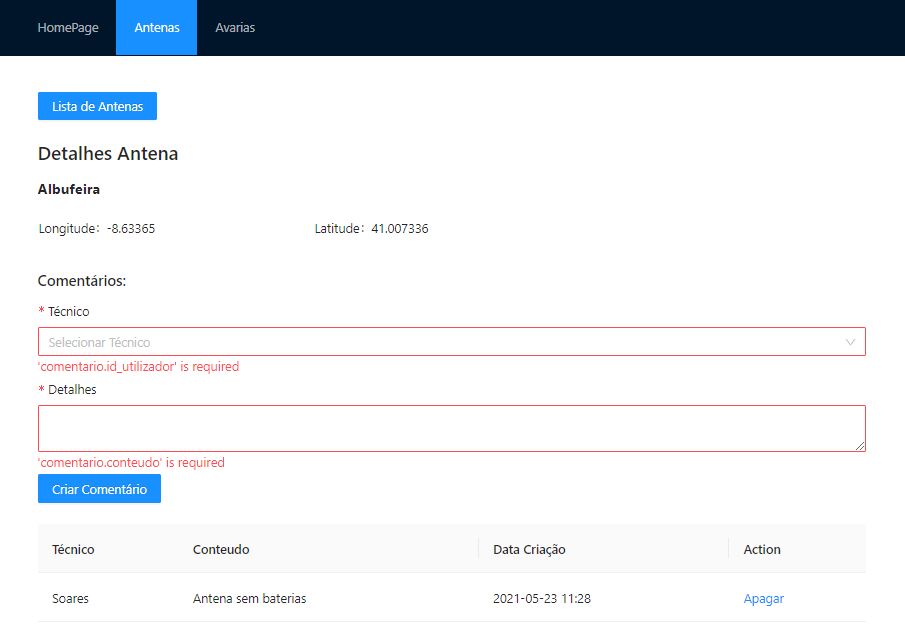 HomePage Antenas Avarias
Lista de Antenas
Detalhes Antena
Albufeira
Longitude: -8.63365 Latitude: 41.007336
Comentários:
* Técnico
Selecionar Técnico
'comentario.id_utilizador' is required
* Detalhes
'comentario.conteudo' is required
Criar Comentário
Técnico Conteudo Data Criação Action
Soares Antena sem baterias 2021-05-23 11:28 Apagar